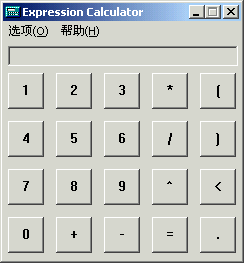 Expression Calculator
选项(O) 帮助(H)
1 2 3 * (
4 5 6 / )
7 8 9 ^ <
0 + - = .